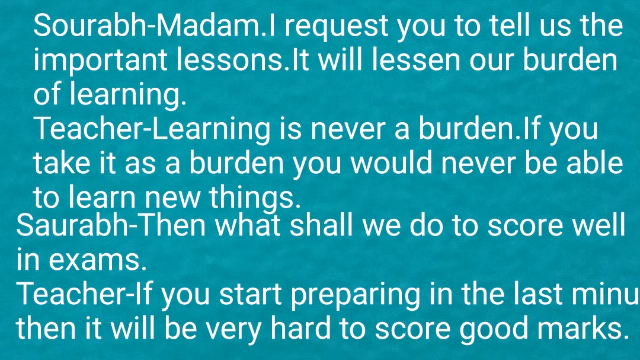 Sourabh-Madam.I request you to tell us the
important lessons.It will lessen our burden
of learning.
Teacher-Learning is never a burden.If you
take it as a burden you would never be able
to learn new things.
Saurabh-Then what shall we do to score well
in exams.
Teacher-If you start preparing in the last minu
then it will be very hard to score good marks.